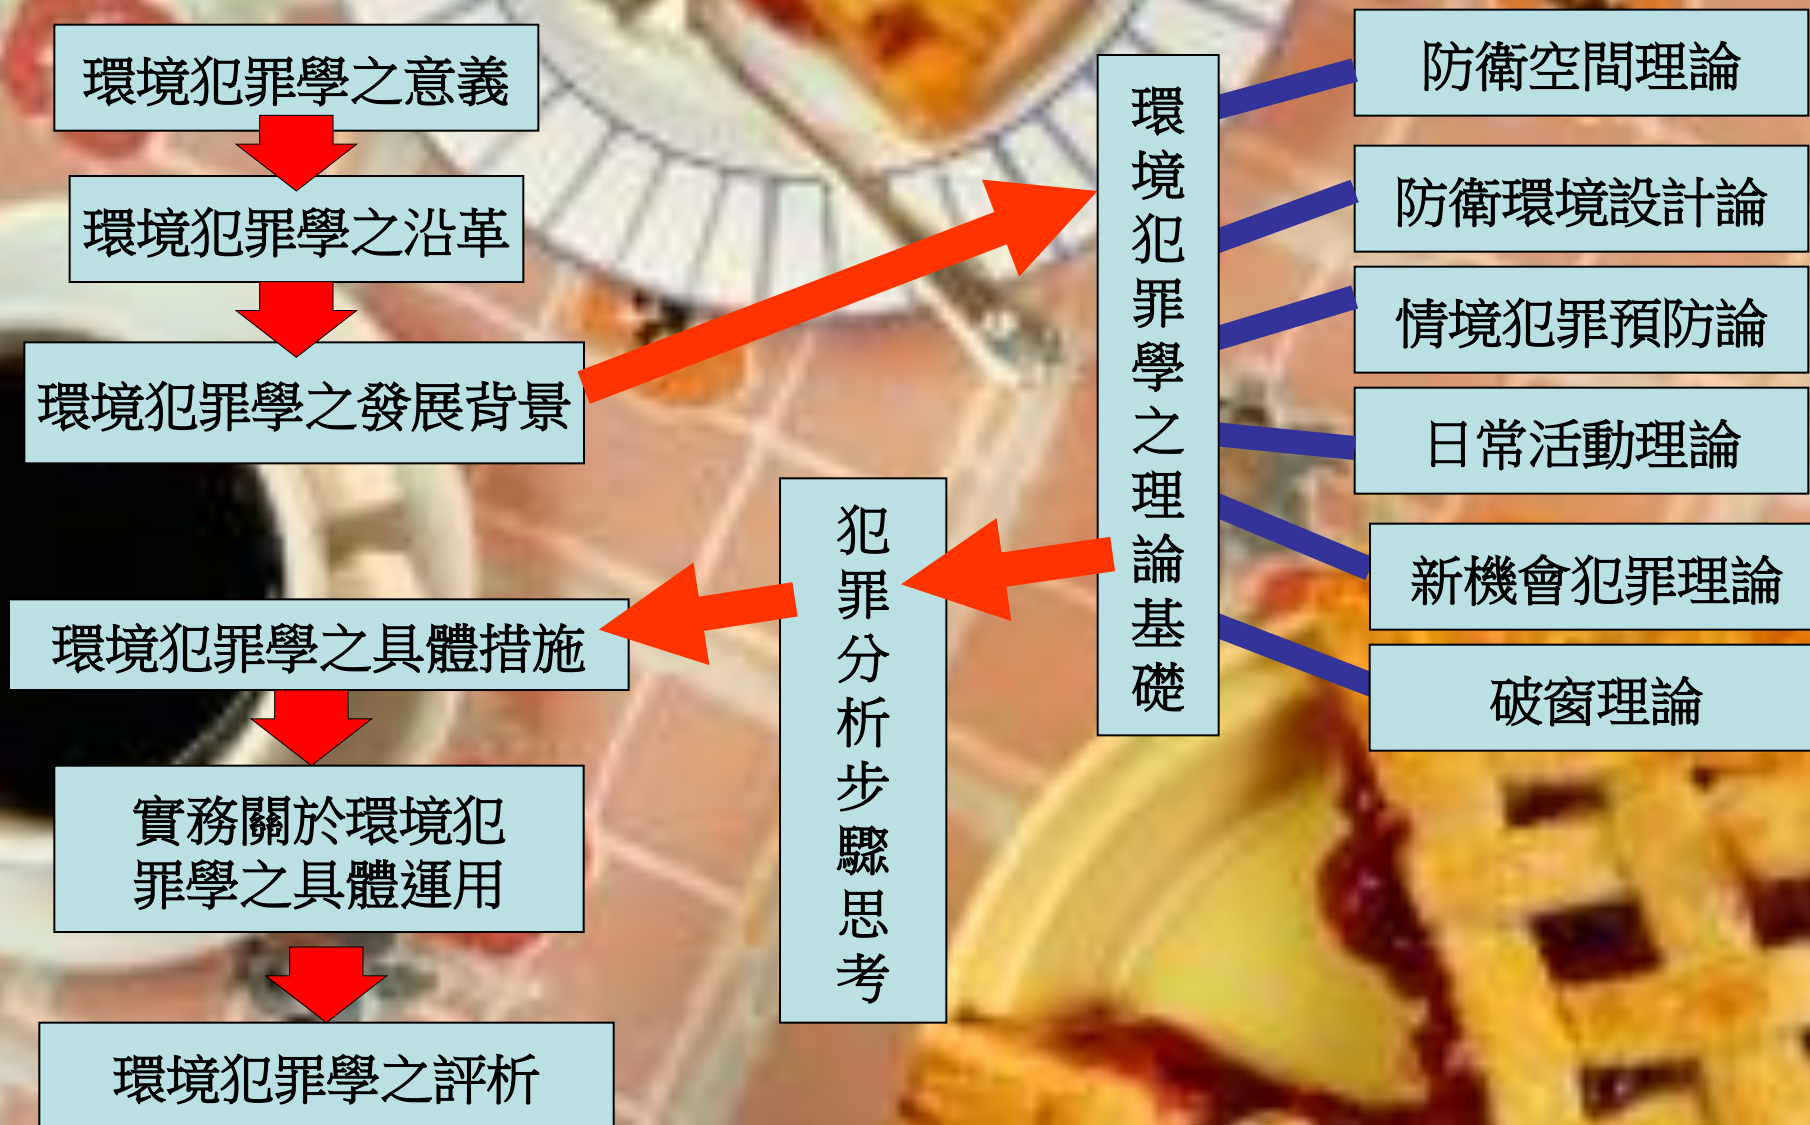 環境犯罪學之意義
環境犯罪學之沿革
環境犯罪學之發展背景
環境犯罪學之理論基礎
防衛空間理論
防衛環境設計論
情境犯罪預防論
日常活動理論
新機會犯罪理論
破窗理論
犯罪分析步驟思考
環境犯罪學之具體措施
實務關於環境犯
罪學之具體運用
環境犯罪學之評析